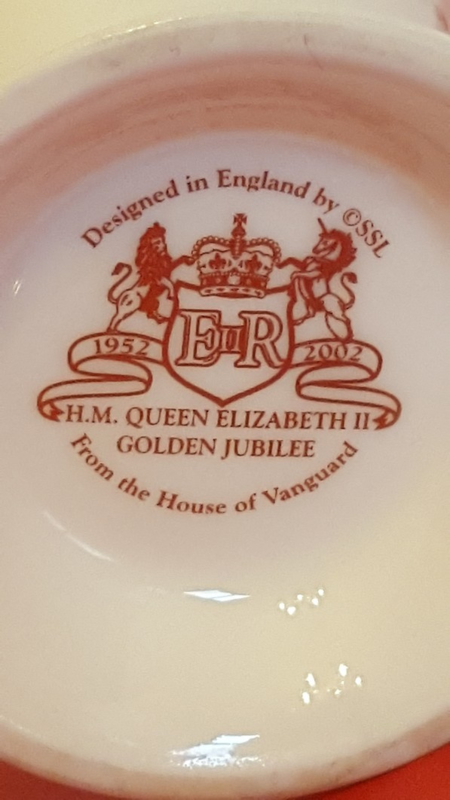 Designed in England by ©SSL
EIIR
1952 2002
H.M. QUEEN ELIZABETH II
GOLDEN JUBILEE
From the House of Vanguard